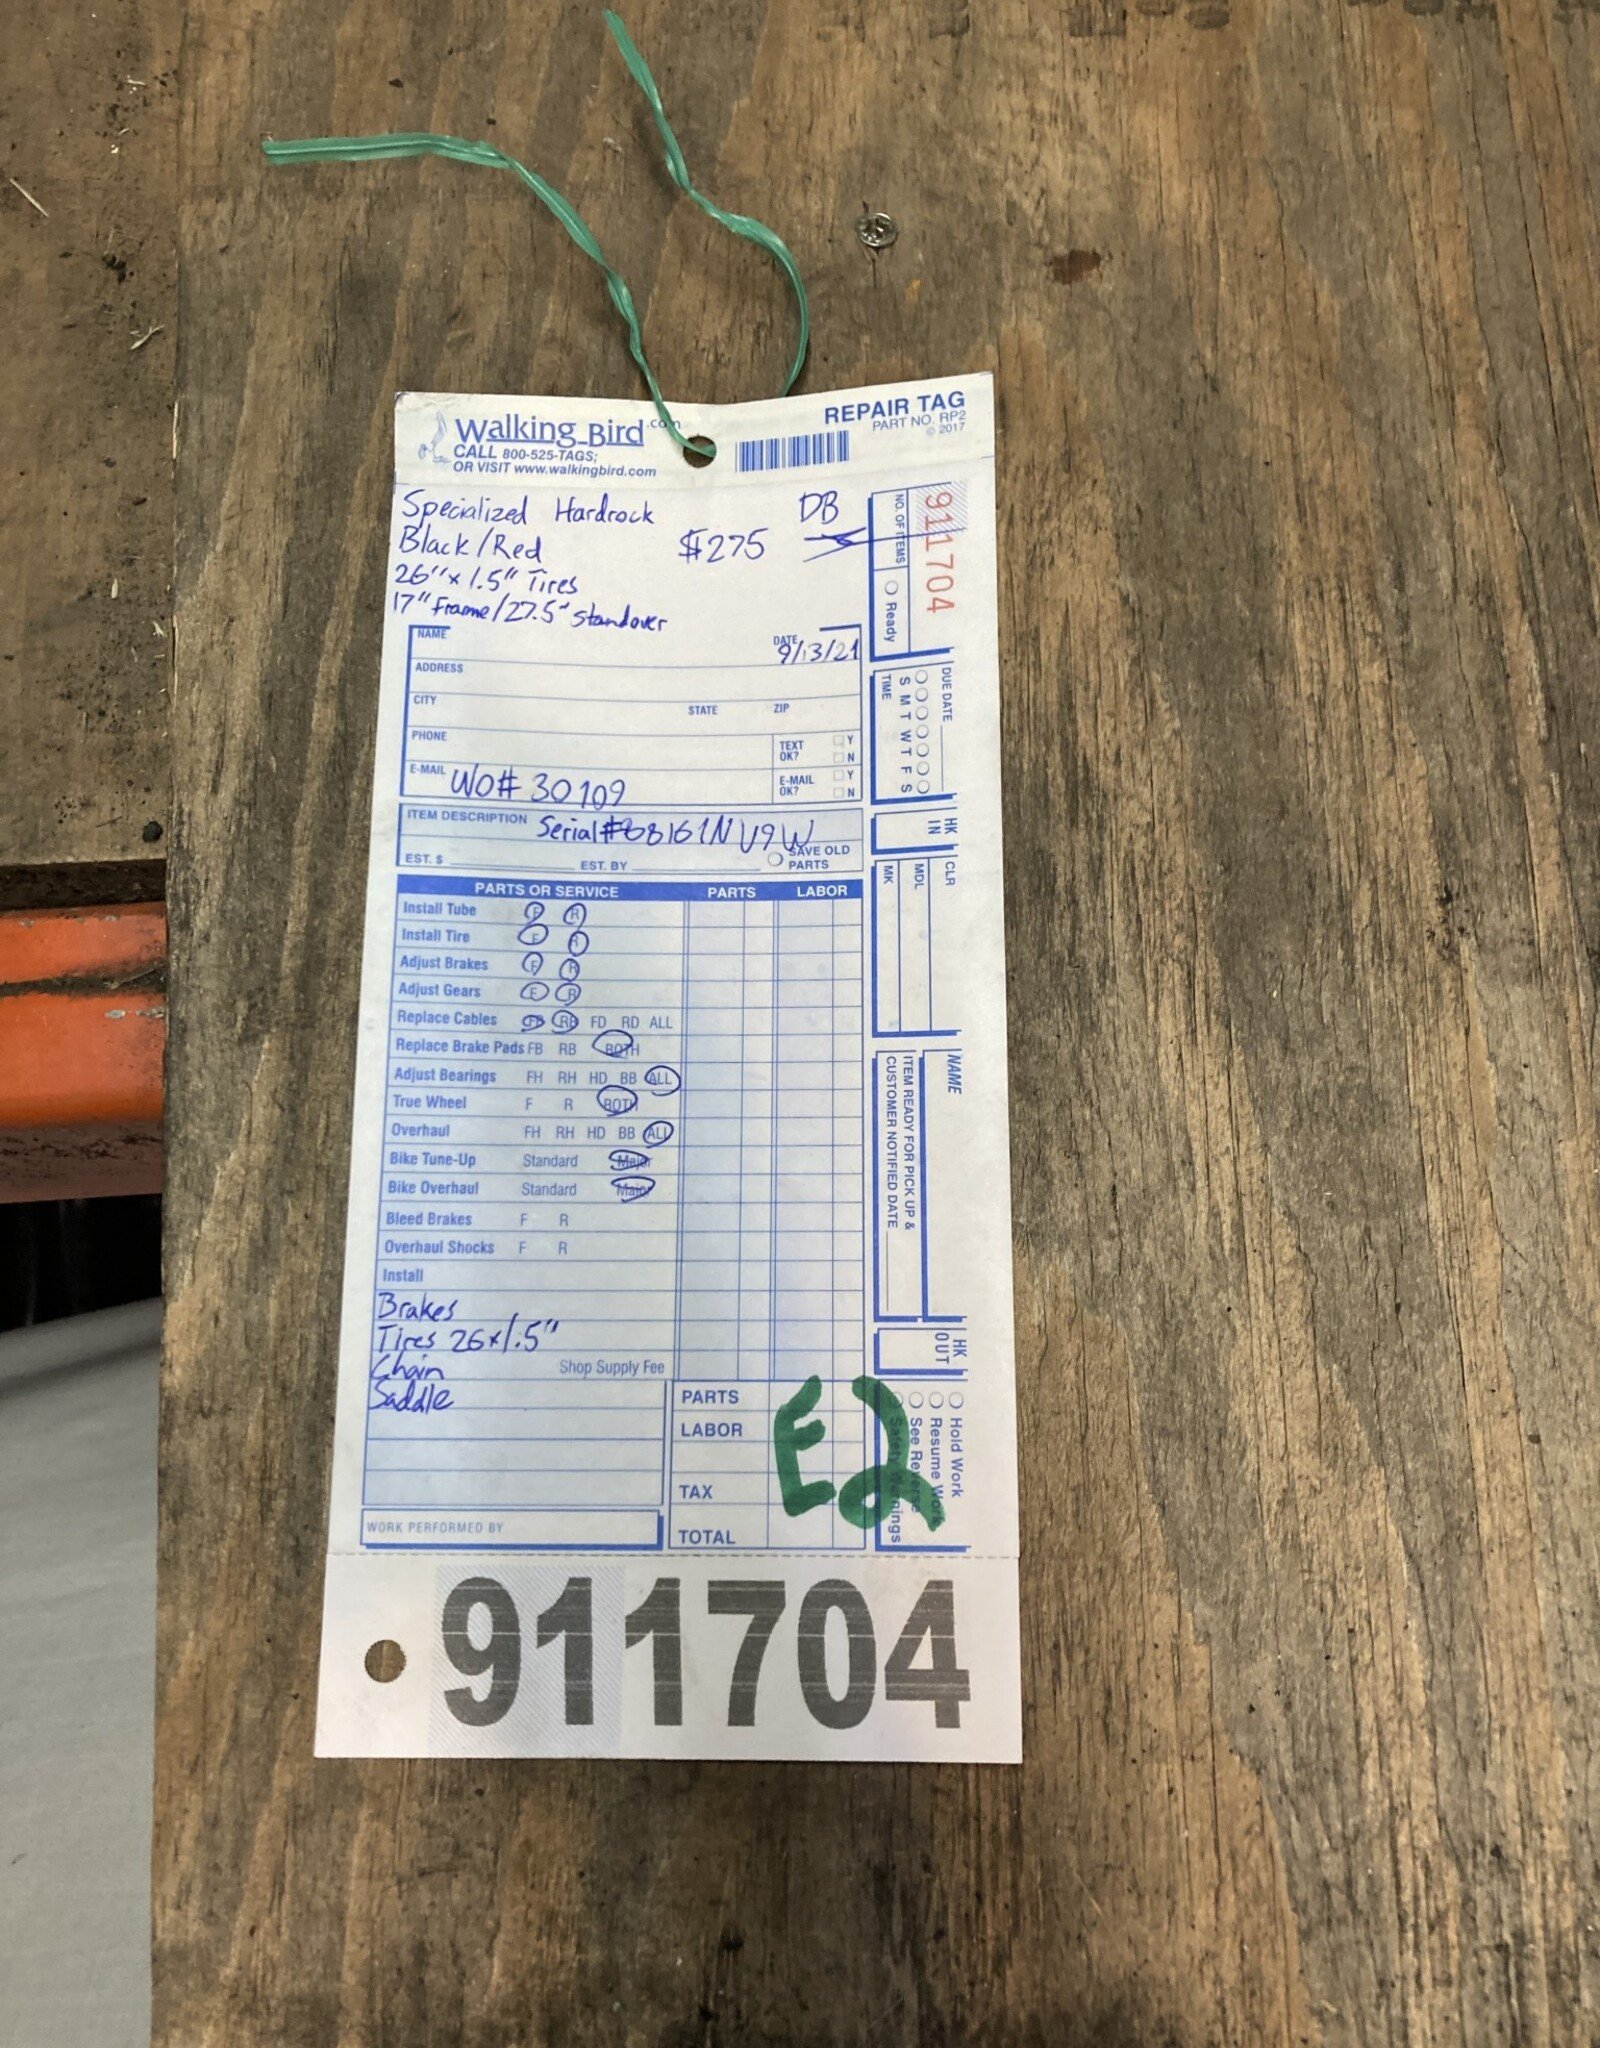 Walking Bird.com
CALL 800-525-TAGS;
OR VISIT www.walkingbird.com
REPAIR TAG
PART NO. RP2
© 2017
Specialized Hardrock
Black/Red
$275
DB
26"x1.5" Tires
17" Frame/27.5" Standover
NAME
DATE 9/13/21
ADDRESS
CITY STATE ZIP
PHONE TEXT OK? Y N
E-MAIL WO# 30109 E-MAIL OK? Y N
ITEM DESCRIPTION Serial#
EST. $ EST. BY SAVE OLD PARTS
PARTS OR SERVICE PARTS LABOR
Install Tube F R
Install Tire F R
Adjust Brakes F R
Adjust Gears F R
Replace Cables FB RB FD RD ALL
Replace Brake Pads FB RB BOTH
Adjust Bearings FH RH HD BB ALL
True Wheel F R BOTH
Overhaul FH RH HD BB ALL
Bike Tune-Up Standard Major
Bike Overhaul Standard Major
Bleed Brakes F R
Overhaul Shocks F R
Install
Brakes
Tires 26x1.5"
Chain Shop Supply Fee
Saddle
PARTS
LABOR
TAX
TOTAL
WORK PERFORMED BY
E2
911704
NO. OF ITEMS
Ready
DUE DATE
S M T W T F S
TIME
HK IN
CLR
MDL
MK
NAME
ITEM READY FOR PICK UP &
CUSTOMER NOTIFIED DATE
HK OUT
Hold Work
Resume Work
See Reverse
Safety Warnings
911704